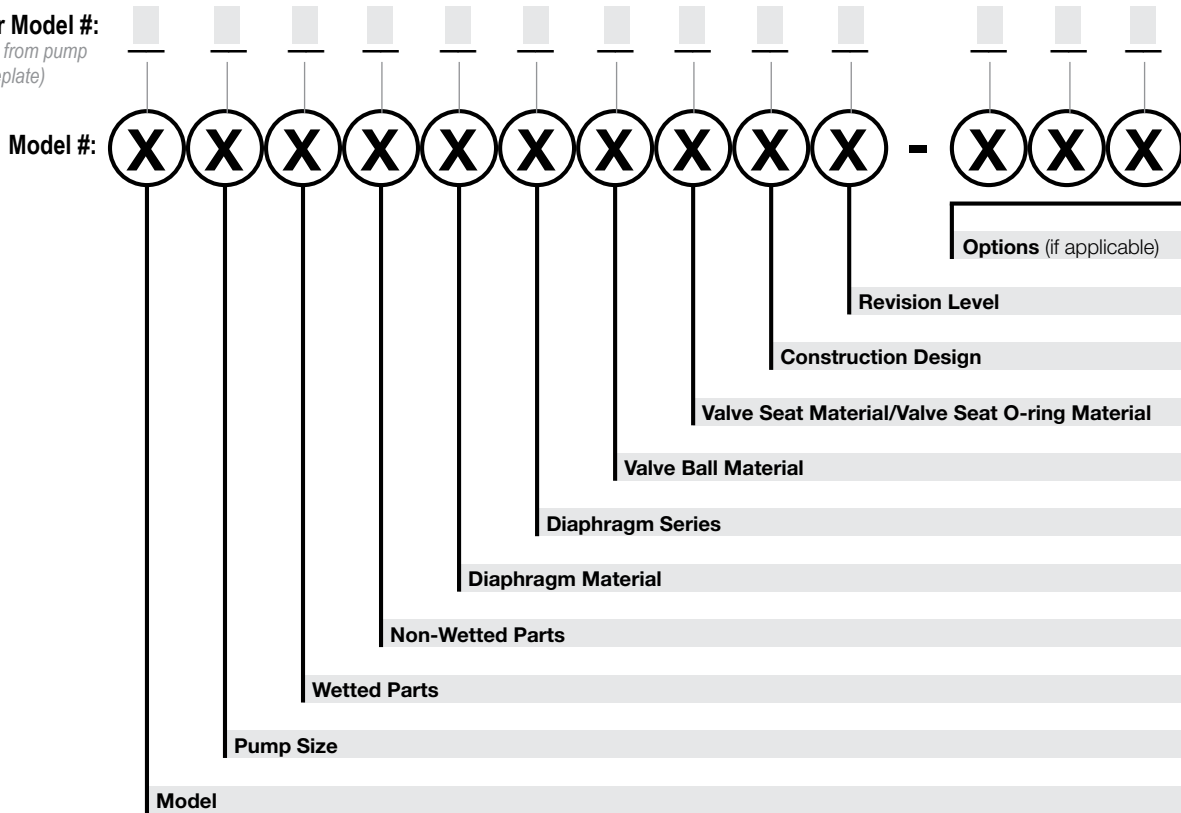 r Model #:
from pump
plate)
Model #: X X X X X X X X X X - X X X
Options (if applicable)
Revision Level
Construction Design
Valve Seat Material/Valve Seat O-ring Material
Valve Ball Material
Diaphragm Series
Diaphragm Material
Non-Wetted Parts
Wetted Parts
Pump Size
Model